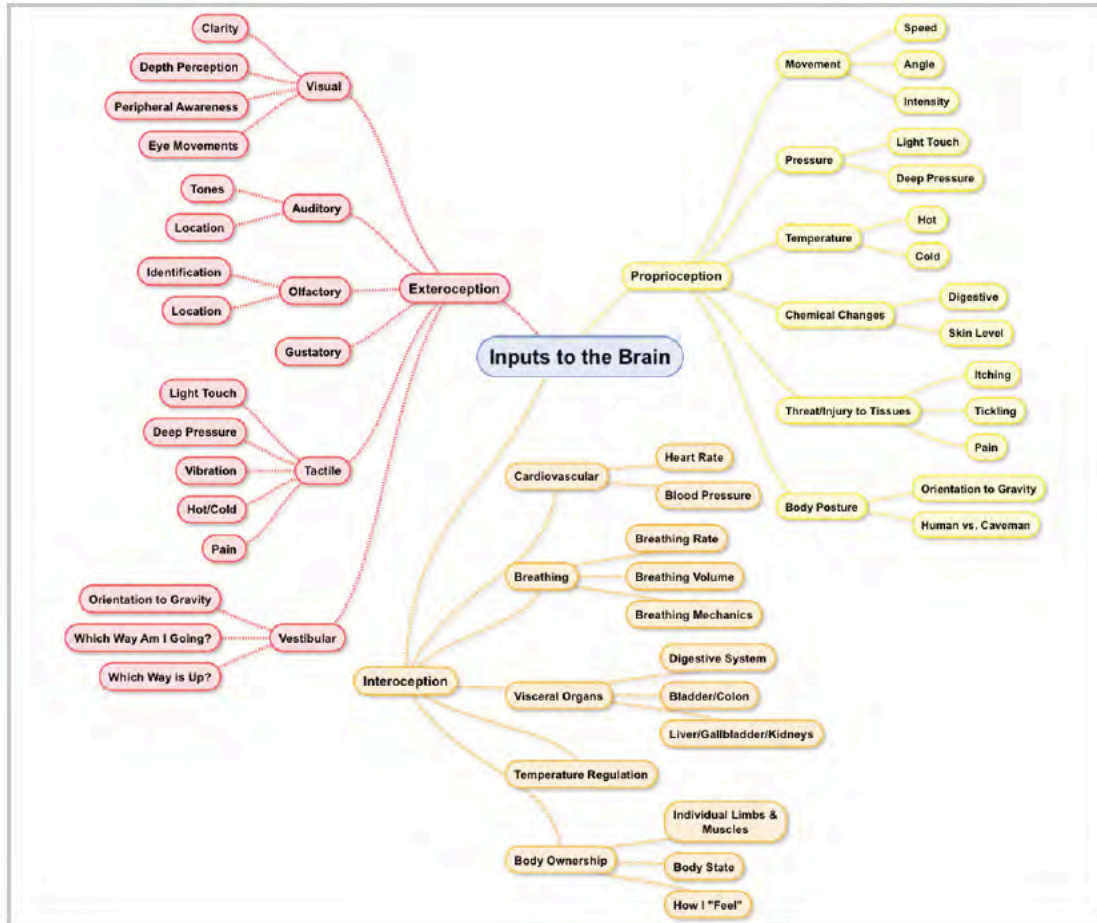 Inputs to the Brain
Exteroception
Visual
Clarity
Depth Perception
Peripheral Awareness
Eye Movements
Auditory
Tones
Location
Olfactory
Identification
Location
Gustatory
Tactile
Light Touch
Deep Pressure
Vibration
Hot/Cold
Pain
Vestibular
Orientation to Gravity
Which Way Am I Going?
Which Way is Up?
Proprioception
Movement
Speed
Angle
Intensity
Pressure
Light Touch
Deep Pressure
Temperature
Hot
Cold
Chemical Changes
Digestive
Skin Level
Threat/Injury to Tissues
Itching
Tickling
Pain
Body Posture
Orientation to Gravity
Human vs. Caveman
Interoception
Cardiovascular
Heart Rate
Blood Pressure
Breathing
Breathing Rate
Breathing Volume
Breathing Mechanics
Visceral Organs
Digestive System
Bladder/Colon
Liver/Gallbladder/Kidneys
Temperature Regulation
Body Ownership
Individual Limbs &
Muscles
Body State
How I "Feel"